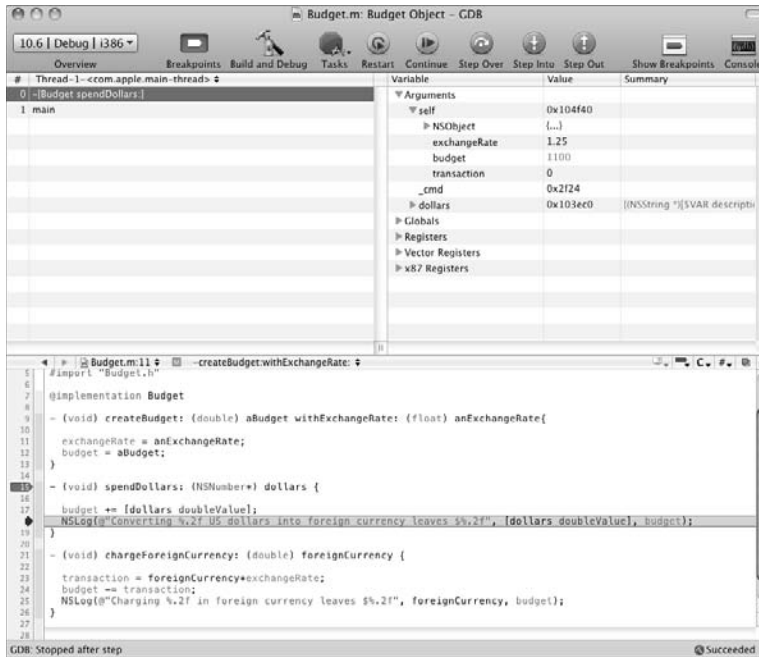 Budget.m: Budget Object – GDB
10.6 | Debug | i386
Overview Breakpoints Build and Debug Tasks Restart Continue Step Over Step Into Step Out Show Breakpoints Console
# Thread-1-<com.apple.main-thread>
0 -[Budget spendDollars:]
1 main
Variable Value Summary
Arguments
self 0x104f40
NSObject {...}
exchangeRate 1.25
budget 1100
transaction 0
_cmd 0x2f24
dollars 0x103ec0 [(NSString *)[$VAR descriptio
Globals
Registers
Vector Registers
x87 Registers
Budget.m:11 M -createBudget:withExchangeRate: C #
5 #import "Budget.h"
6
7 @implementation Budget
8
9 - (void) createBudget: (double) aBudget withExchangeRate: (float) anExchangeRate{
10
11 exchangeRate = anExchangeRate;
12 budget = aBudget;
13 }
14
15 - (void) spendDollars: (NSNumber*) dollars {
16
17 budget += [dollars doubleValue];
NSLog(@"Converting %.2f US dollars into foreign currency leaves $%.2f", [dollars doubleValue], budget);
19 }
20
21 - (void) chargeForeignCurrency: (double) foreignCurrency {
22
23 transaction = foreignCurrency*exchangeRate;
24 budget -= transaction;
25 NSLog(@"Charging %.2f in foreign currency leaves $%.2f", foreignCurrency, budget);
26 }
27
28
GDB: Stopped after step Succeeded